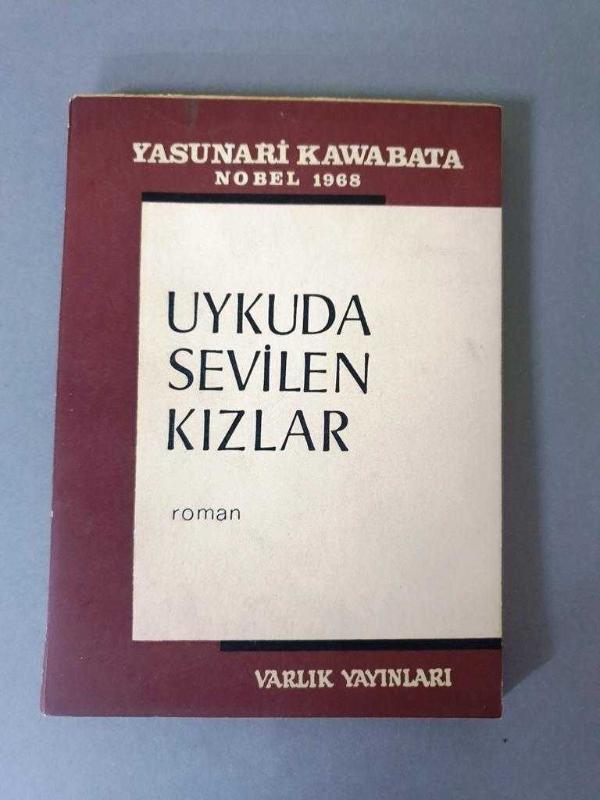 YASUNARİ KAWABATA
NOBEL 1968
UYKUDA
SEVİLEN
KIZLAR
roman
VARLIK YAYINLARI